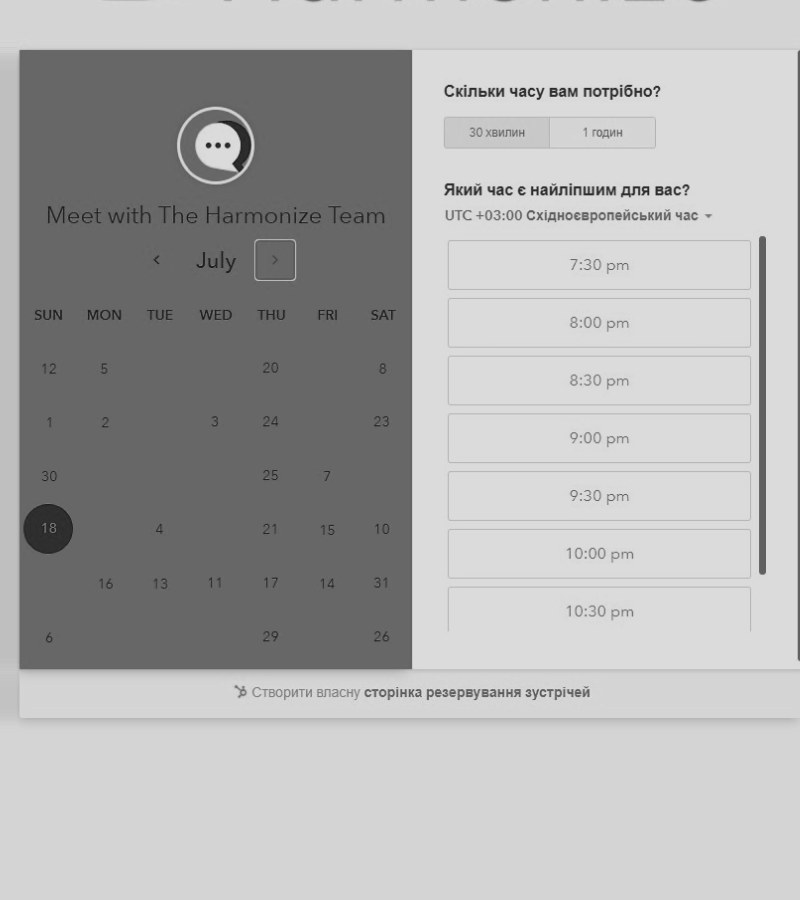 Meet with The Harmonize Team
July
SUN MON TUE WED THU FRI SAT
12 5 20 8
1 2 3 24 23
30 25 7
18 4 21 15 10
16 13 11 17 14 31
6 29 26
Скільки часу вам потрібно?
30 хвилин 1 годин
Який час є найліпшим для вас?
UTC +03:00 Східноєвропейський час
7:30 pm
8:00 pm
8:30 pm
9:00 pm
9:30 pm
10:00 pm
10:30 pm
Створити власну сторінка резервування зустрічей